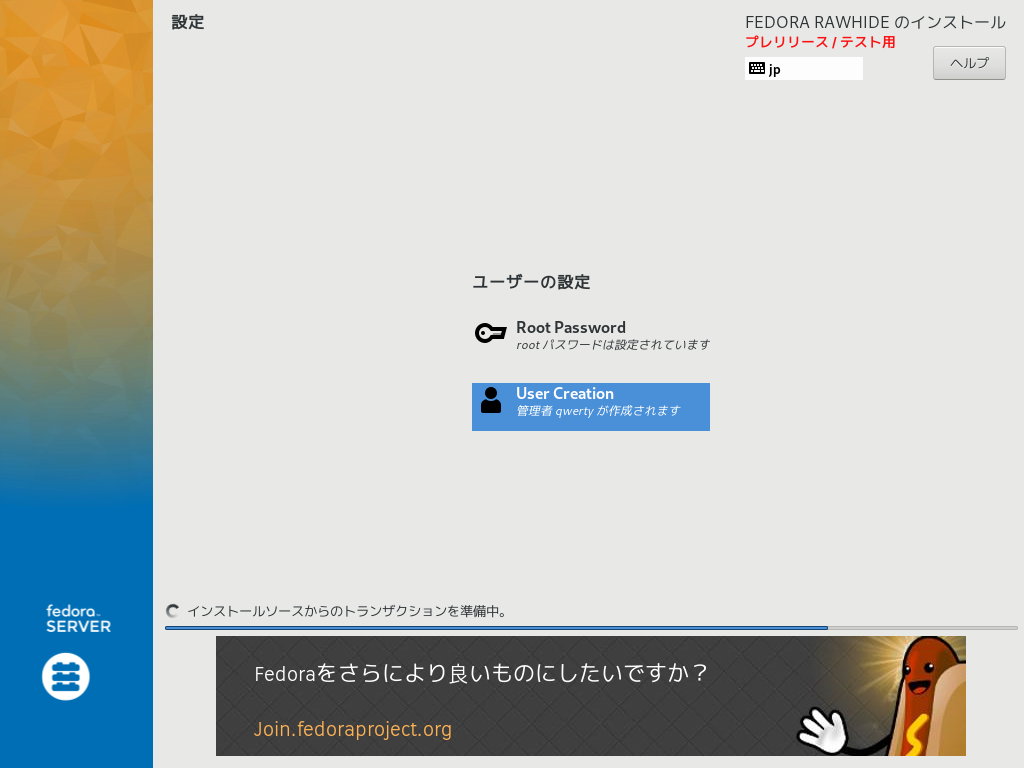 設定
FEDORA RAWHIDE のインストール
プレリリース / テスト用
jp
ヘルプ
ユーザーの設定
Root Password
root パスワードは設定されています
User Creation
管理者 qwerty が作成されます
fedora™
SERVER
インストールソースからのトランザクションを準備中。
Fedoraをさらにより良いものにしたいですか？
Join.fedoraproject.org